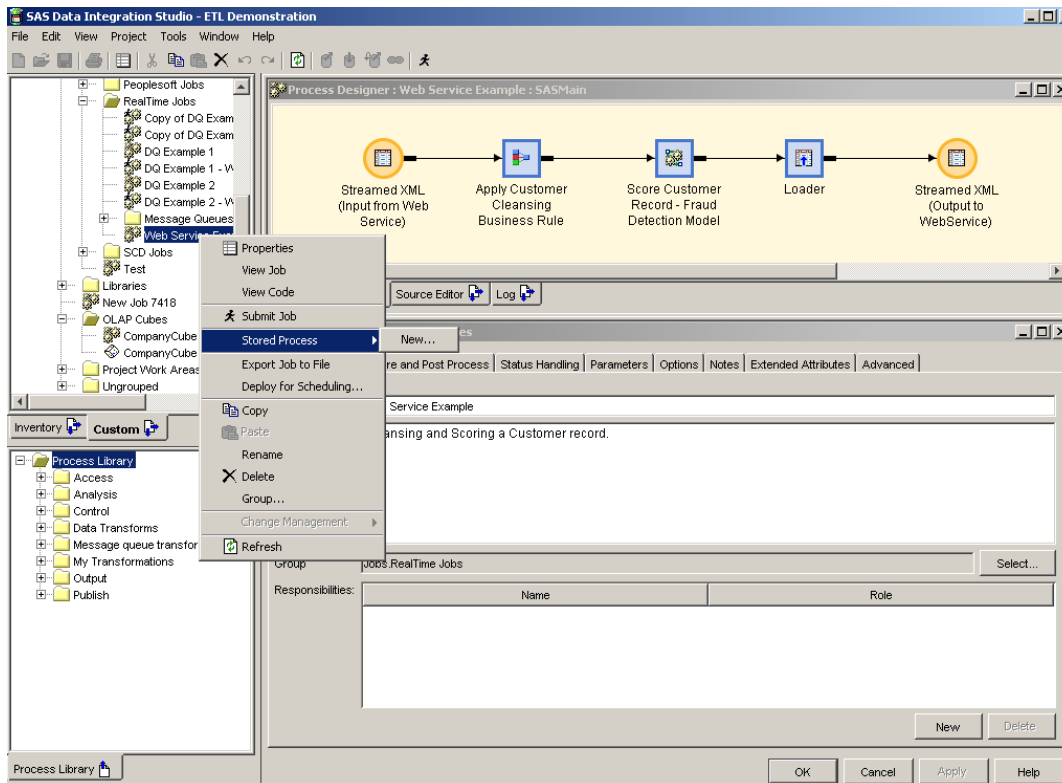 SAS Data Integration Studio - ETL Demonstration
File Edit View Project Tools Window Help
Peoplesoft Jobs
RealTime Jobs
Copy of DQ Exam
Copy of DQ Exam
DQ Example 1
DQ Example 1 - W
DQ Example 2
DQ Example 2 - W
Message Queues
Web Service Exa
SCD Jobs
Test
Libraries
New Job 7418
OLAP Cubes
CompanyCube
CompanyCube
Project Work Areas
Ungrouped
Inventory
Custom
Process Library
Access
Analysis
Control
Data Transforms
Message queue transfor
My Transformations
Output
Publish
Process Library
Properties
View Job
View Code
Submit Job
Stored Process
New...
Export Job to File
Deploy for Scheduling...
Copy
Paste
Rename
Delete
Group...
Change Management
Refresh
Process Designer : Web Service Example : SASMain
Streamed XML
(Input from Web
Service)
Apply Customer
Cleansing
Business Rule
Score Customer
Record - Fraud
Detection Model
Loader
Streamed XML
(Output to
WebService)
Source Editor
Log
es
re and Post Process
Status Handling
Parameters
Options
Notes
Extended Attributes
Advanced
Service Example
ansing and Scoring a Customer record.
Group
Jobs.RealTime Jobs
Select...
Responsibilities:
Name
Role
New
Delete
OK
Cancel
Apply
Help